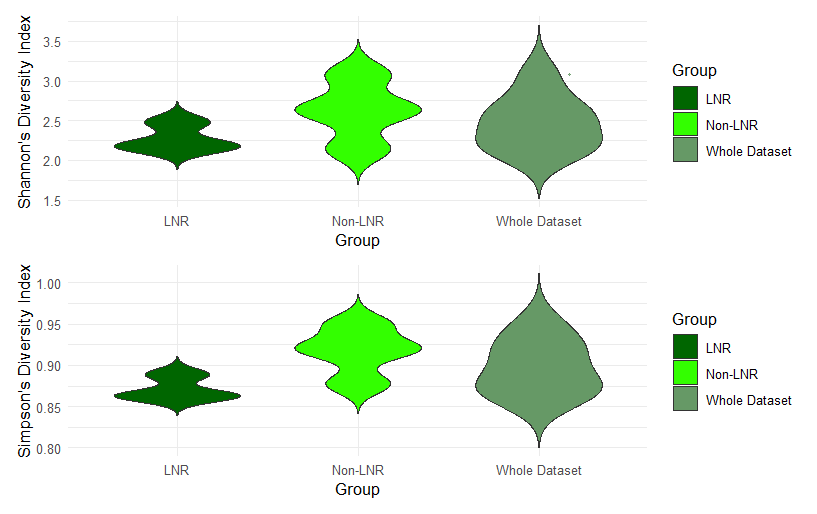 Shannon's Diversity Index
3.5
3.0
2.5
2.0
1.5
LNR Non-LNR Whole Dataset
Group
Group
LNR
Non-LNR
Whole Dataset
Simpson's Diversity Index
1.00
0.95
0.90
0.85
0.80
LNR Non-LNR Whole Dataset
Group
Group
LNR
Non-LNR
Whole Dataset